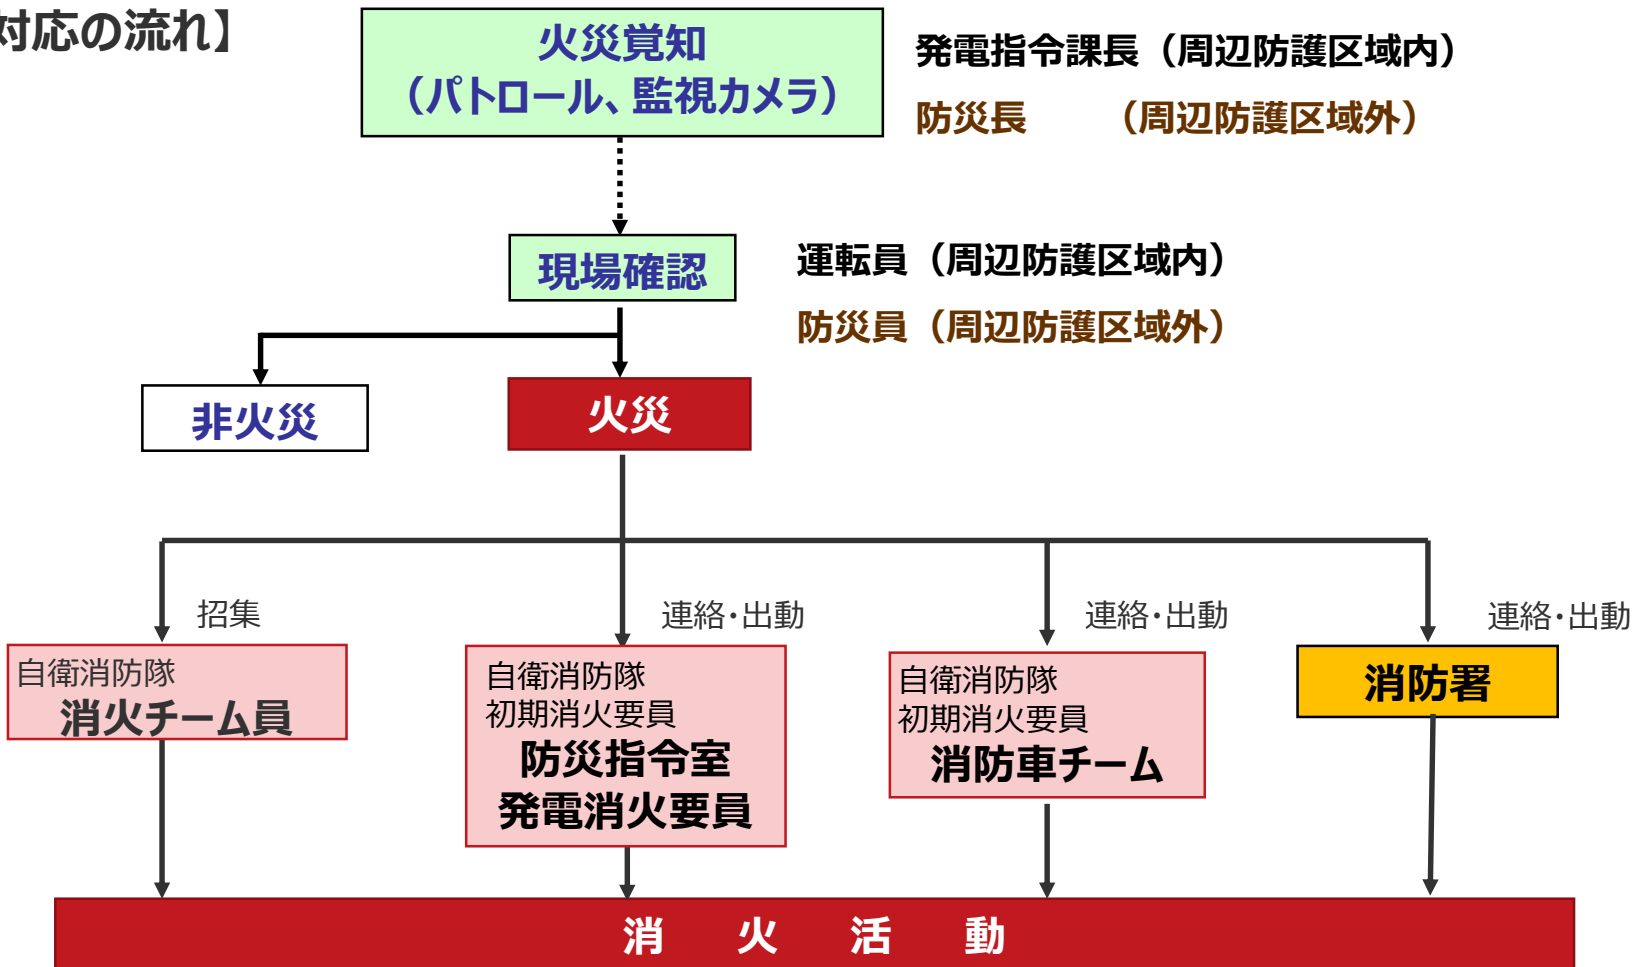 対応の流れ】
火災覚知
（パトロール、監視カメラ）
発電指令課長（周辺防護区域内）
防災長　　（周辺防護区域外）
現場確認
運転員（周辺防護区域内）
防災員（周辺防護区域外）
非火災
火災
招集
連絡・出動
連絡・出動
連絡・出動
自衛消防隊
消火チーム員
自衛消防隊
初期消火要員
防災指令室
発電消火要員
自衛消防隊
初期消火要員
消防車チーム
消防署
消　火　活　動